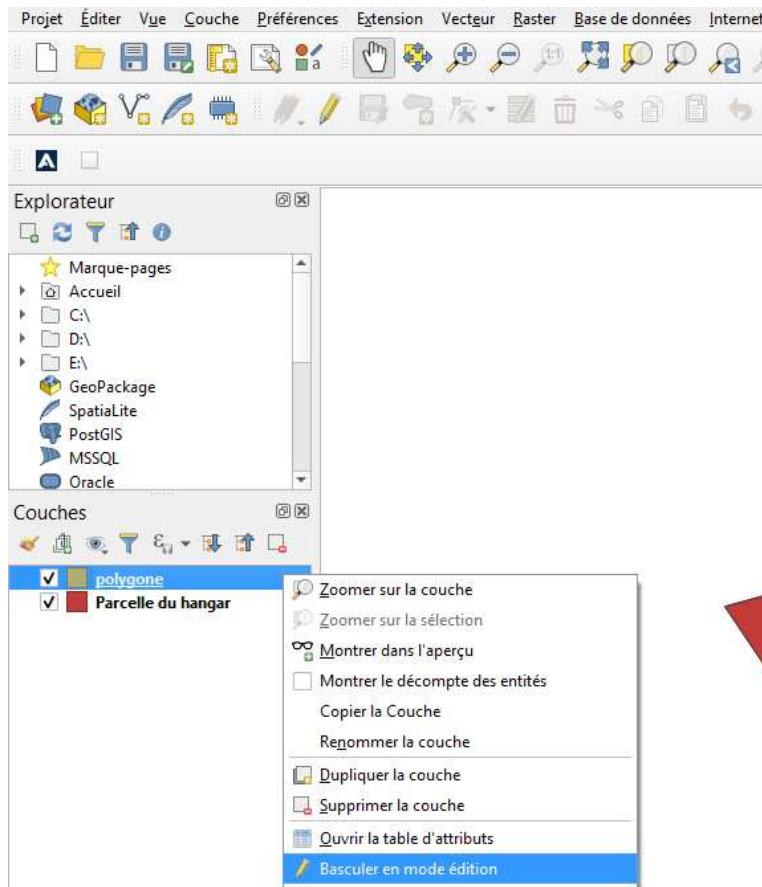 Projet Éditer Vue Couche Préférences Extension Vecteur Raster Base de données Internet
a
1:1
Explorateur
Marque-pages
Accueil
C:\
D:\
E:\
GeoPackage
SpatiaLite
PostGIS
MSSQL
Oracle
Couches
polygone
Parcelle du hangar
Zoomer sur la couche
Zoomer sur la sélection
Montrer dans l'aperçu
Montrer le décompte des entités
Copier la Couche
Renommer la couche
Dupliquer la couche
Supprimer la couche
Ouvrir la table d'attributs
Basculer en mode édition